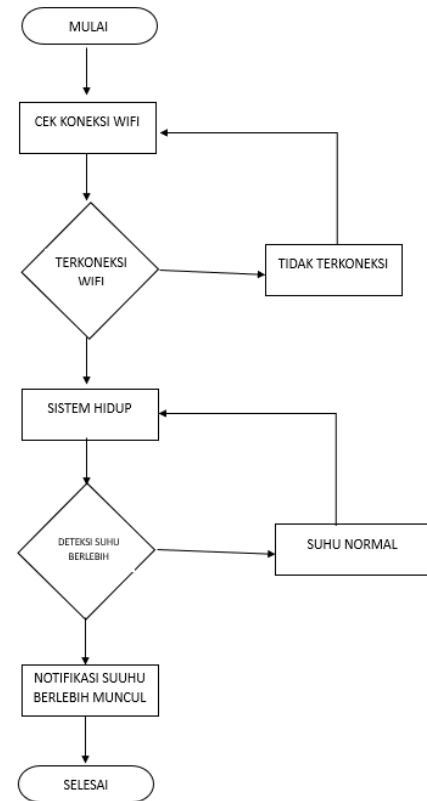 MULAI
CEK KONEKSI WIFI
TERKONEKSI
WIFI
TIDAK TERKONEKSI
SISTEM HIDUP
DETEKSI SUHU
BERLEBIH
SUHU NORMAL
NOTIFIKASI SUUHU
BERLEBIH MUNCUL
SELESAI